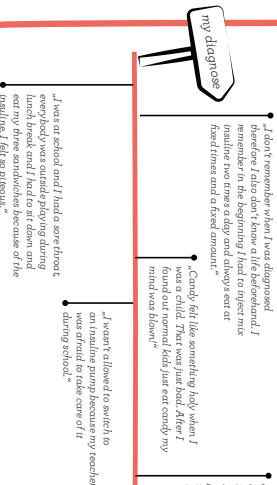 my diagnose
„I don't remember when I was diagnosed
therefore I also don't know a life beforehand. I
remember in the beginning I had to inject mix
insuline two times a day and always eat at
fixed times and a fixed amount.“
„I was at school and I had a sore throat,
everybody was outside playing during
lunch break and I had to sit down and
eat my three sandwiches because of the
insuline. I felt so piteous.“
„Candy felt like something holy when I
was a child. That was just bad. After I
found out normal kids just eat candy my
mind was blown!“
„I wasn't allowed to switch to
an insuline pump because my teacher
was afraid to take care of it
during school.“